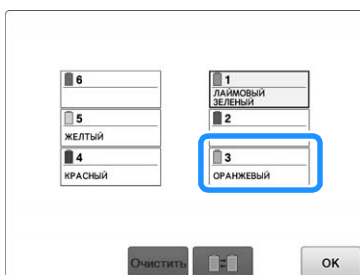 6
1
ЛАЙМОВЫЙ
ЗЕЛЕНЫЙ
5
ЖЕЛТЫЙ
2
4
КРАСНЫЙ
3
ОРАНЖЕВЫЙ
Очистить
OK